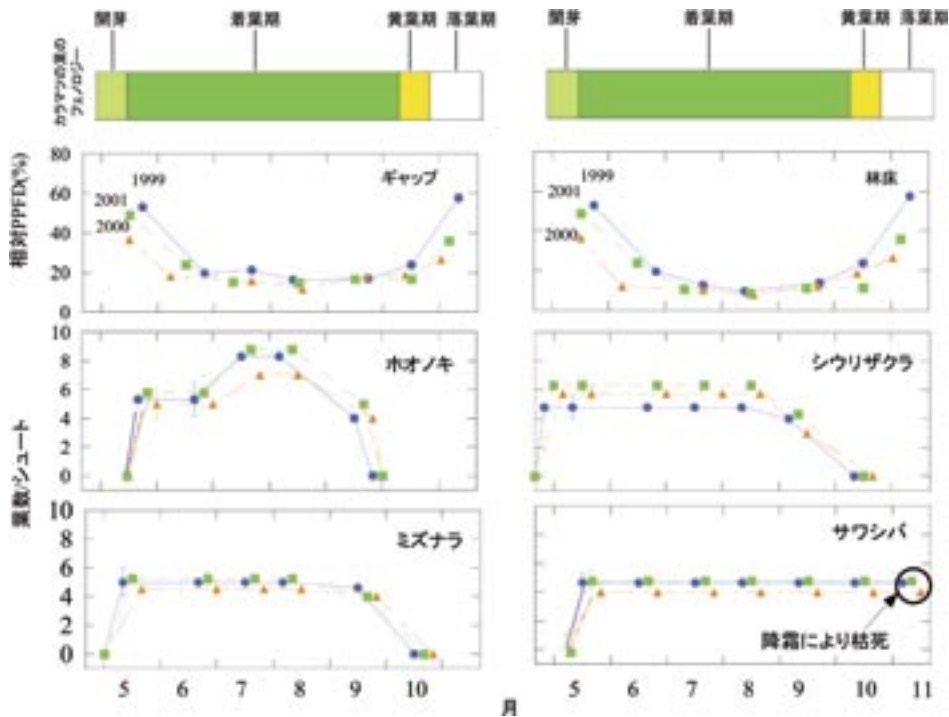 開芽
着葉期
黄葉期
落葉期
開芽
着葉期
黄葉期
落葉期
カラマツの葉の
フェノロジー
相対PPFD(%)
80
60
40
20
0
1999
2001
2000
ギャップ
1999
2001
2000
林床
葉数/シュート
10
8
6
4
2
0
ホオノキ
シウリザクラ
10
8
6
4
2
0
ミズナラ
サワシバ
降霜により枯死
5 6 7 8 9 10
5 6 7 8 9 10 11
月